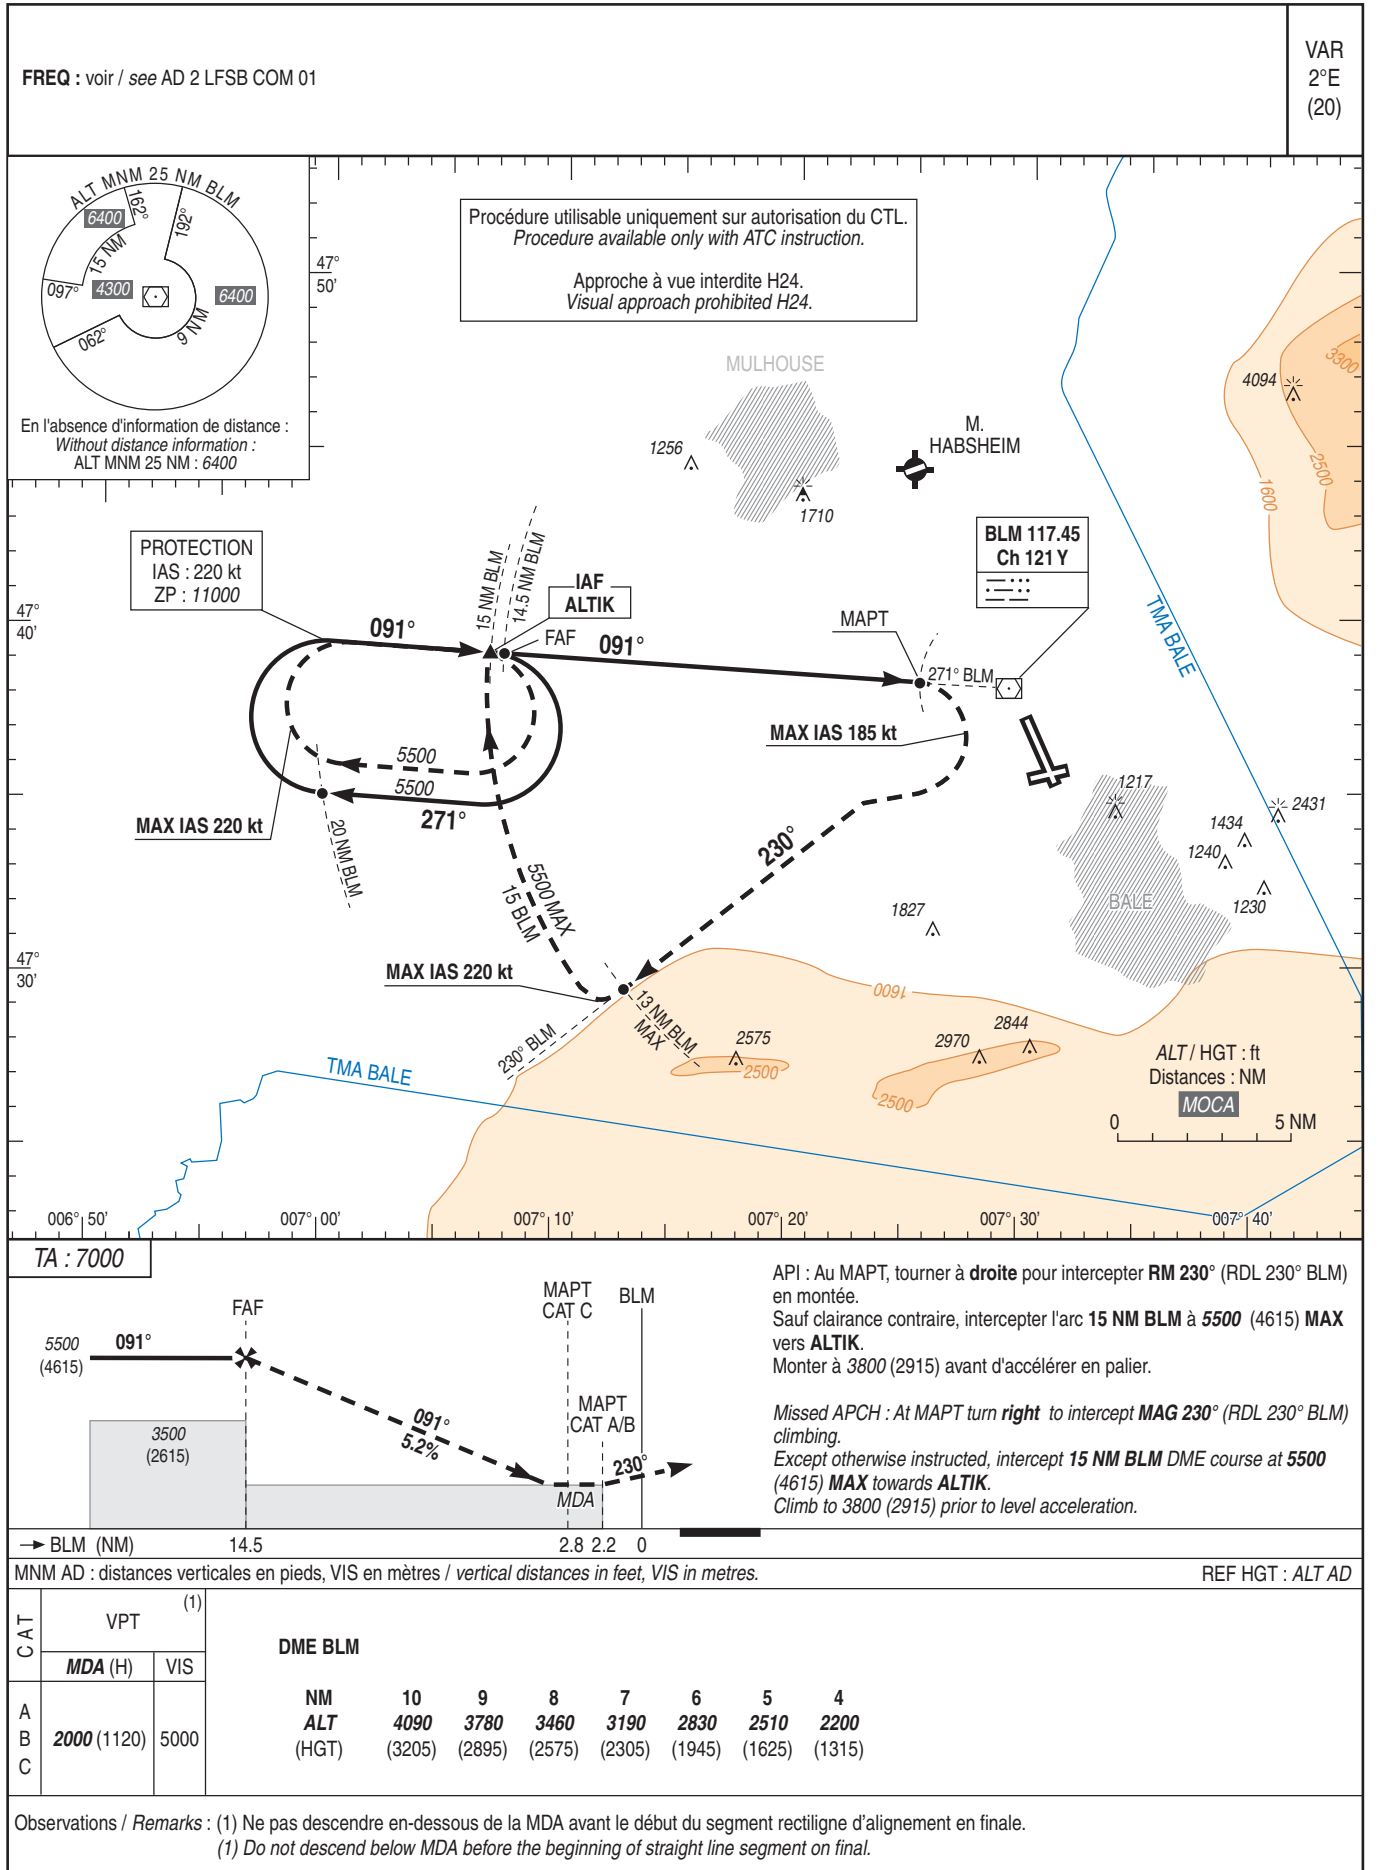 FREQ : voir / see AD 2 LFSB COM 01
VAR
2°E
(20)
ALT MNM 25 NM BLM
162°
192°
6400
15 NM
097°
4300
6400
062°
9 NM
En l'absence d'information de distance :
Without distance information :
ALT MNM 25 NM : 6400
47°
50'
Procédure utilisable uniquement sur autorisation du CTL.
Procedure available only with ATC instruction.
Approche à vue interdite H24.
Visual approach prohibited H24.
MULHOUSE
1256
1710
M.
HABSHEIM
4094
3300
2500
1600
BLM 117.45
Ch 121 Y
PROTECTION
IAS : 220 kt
ZP : 11000
15 NM BLM
14.5 NM BLM
IAF
ALTIK
FAF
47°
40'
091°
091°
MAPT
271° BLM
TMA BALE
MAX IAS 185 kt
5500
5500
271°
MAX IAS 220 kt
20 NM BLM
230°
1217
2431
1434
1240
1230
BALE
5500 MAX
15 BLM
1827
47°
30'
MAX IAS 220 kt
1600
13 NM BLM
MAX
230° BLM
2575
2500
2970
2844
2500
TMA BALE
ALT / HGT : ft
Distances : NM
MOCA
0 5 NM
006° 50' 007° 00' 007° 10' 007° 20' 007° 30' 007° 40'
TA : 7000
FAF
MAPT
CAT C
BLM
5500
(4615)
091°
3500
(2615)
091°
5.2%
MAPT
CAT A/B
230°
MDA
BLM (NM) 14.5 2.8 2.2 0
API : Au MAPT, tourner à droite pour intercepter RM 230° (RDL 230° BLM)
en montée.
Sauf clairance contraire, intercepter l'arc 15 NM BLM à 5500 (4615) MAX
vers ALTIK.
Monter à 3800 (2915) avant d'accélérer en palier.
Missed APCH : At MAPT turn right to intercept MAG 230° (RDL 230° BLM)
climbing.
Except otherwise instructed, intercept 15 NM BLM DME course at 5500
(4615) MAX towards ALTIK.
Climb to 3800 (2915) prior to level acceleration.
MNM AD : distances verticales en pieds, VIS en mètres / vertical distances in feet, VIS in metres.
REF HGT : ALT AD
CAT
VPT (1)
MDA (H) VIS
A
B
C
2000 (1120) 5000
DME BLM
NM 10 9 8 7 6 5 4
ALT 4090 3780 3460 3190 2830 2510 2200
(HGT) (3205) (2895) (2575) (2305) (1945) (1625) (1315)
Observations / Remarks : (1) Ne pas descendre en-dessous de la MDA avant le début du segment rectiligne d'alignement en finale.
(1) Do not descend below MDA before the beginning of straight line segment on final.